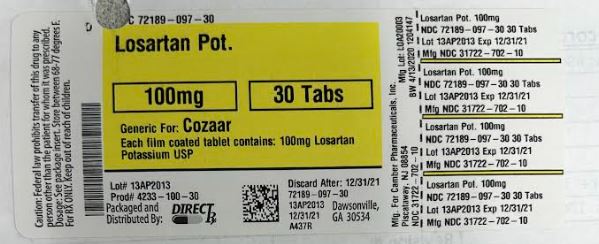 C 72189-097-30
Losartan Pot.
100mg
30 Tabs
Generic For: Cozaar
Each film coated tablet contains: 100mg Losartan
Potassium USP
Caution: Federal law prohibits transfer of this drug to any
person other than the patient for whom it was prescribed.
Dosage: See package insert. Store between 68-77 degrees F.
For RX ONLY. Keep out of reach of children.
Lot# 13AP2013
Prod# 4233-100-30
Packaged and
Distributed By:
DIRECT Rx
Discard After: 12/31/21
72189-097-30
13AP2013
12/31/21
A437R
Dawsonville,
GA 30534
Mfg For Camber Pharmaceuticals, Inc.
Piscataway, NJ 08854
Mfg NDC 31722-702-10
Mfg Lot: LOA20003
BW 4/13/2020 1204147
Losartan Pot. 100mg
NDC 72189-097-30 30 Tabs
Lot 13AP2013 Exp 12/31/21
Mfg NDC 31722-702-10
Losartan Pot. 100mg
NDC 72189-097-30 30 Tabs
Lot 13AP2013 Exp 12/31/21
Mfg NDC 31722-702-10
Losartan Pot. 100mg
NDC 72189-097-30 30 Tabs
Lot 13AP2013 Exp 12/31/21
Mfg NDC 31722-702-10
Losartan Pot. 100mg
NDC 72189-097-30 30 Tabs
Lot 13AP2013 Exp 12/31/21
Mfg NDC 31722-702-10